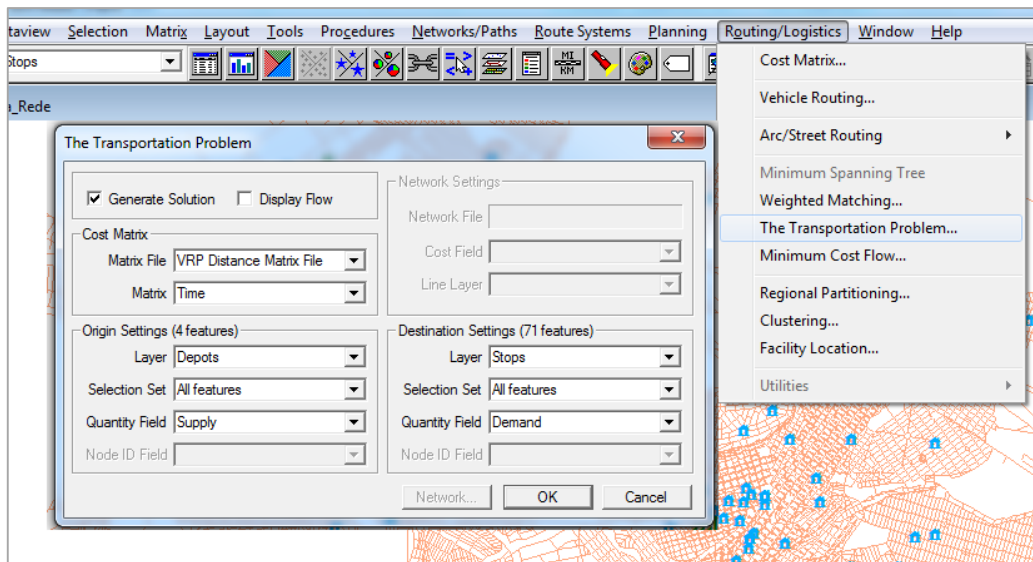 taview Selection Matrix Layout Tools Procedures Networks/Paths Route Systems Planning Routing/Logistics Window Help
Stops
MI KM
a_Rede
Cost Matrix...
Vehicle Routing...
Arc/Street Routing
Minimum Spanning Tree
Weighted Matching...
The Transportation Problem...
Minimum Cost Flow...
Regional Partitioning...
Clustering...
Facility Location...
Utilities
The Transportation Problem
Generate Solution Display Flow
Cost Matrix
Matrix File VRP Distance Matrix File
Matrix Time
Network Settings
Network File
Cost Field
Line Layer
Origin Settings (4 features)
Layer Depots
Selection Set All features
Quantity Field Supply
Node ID Field
Destination Settings (71 features)
Layer Stops
Selection Set All features
Quantity Field Demand
Node ID Field
Network... OK Cancel